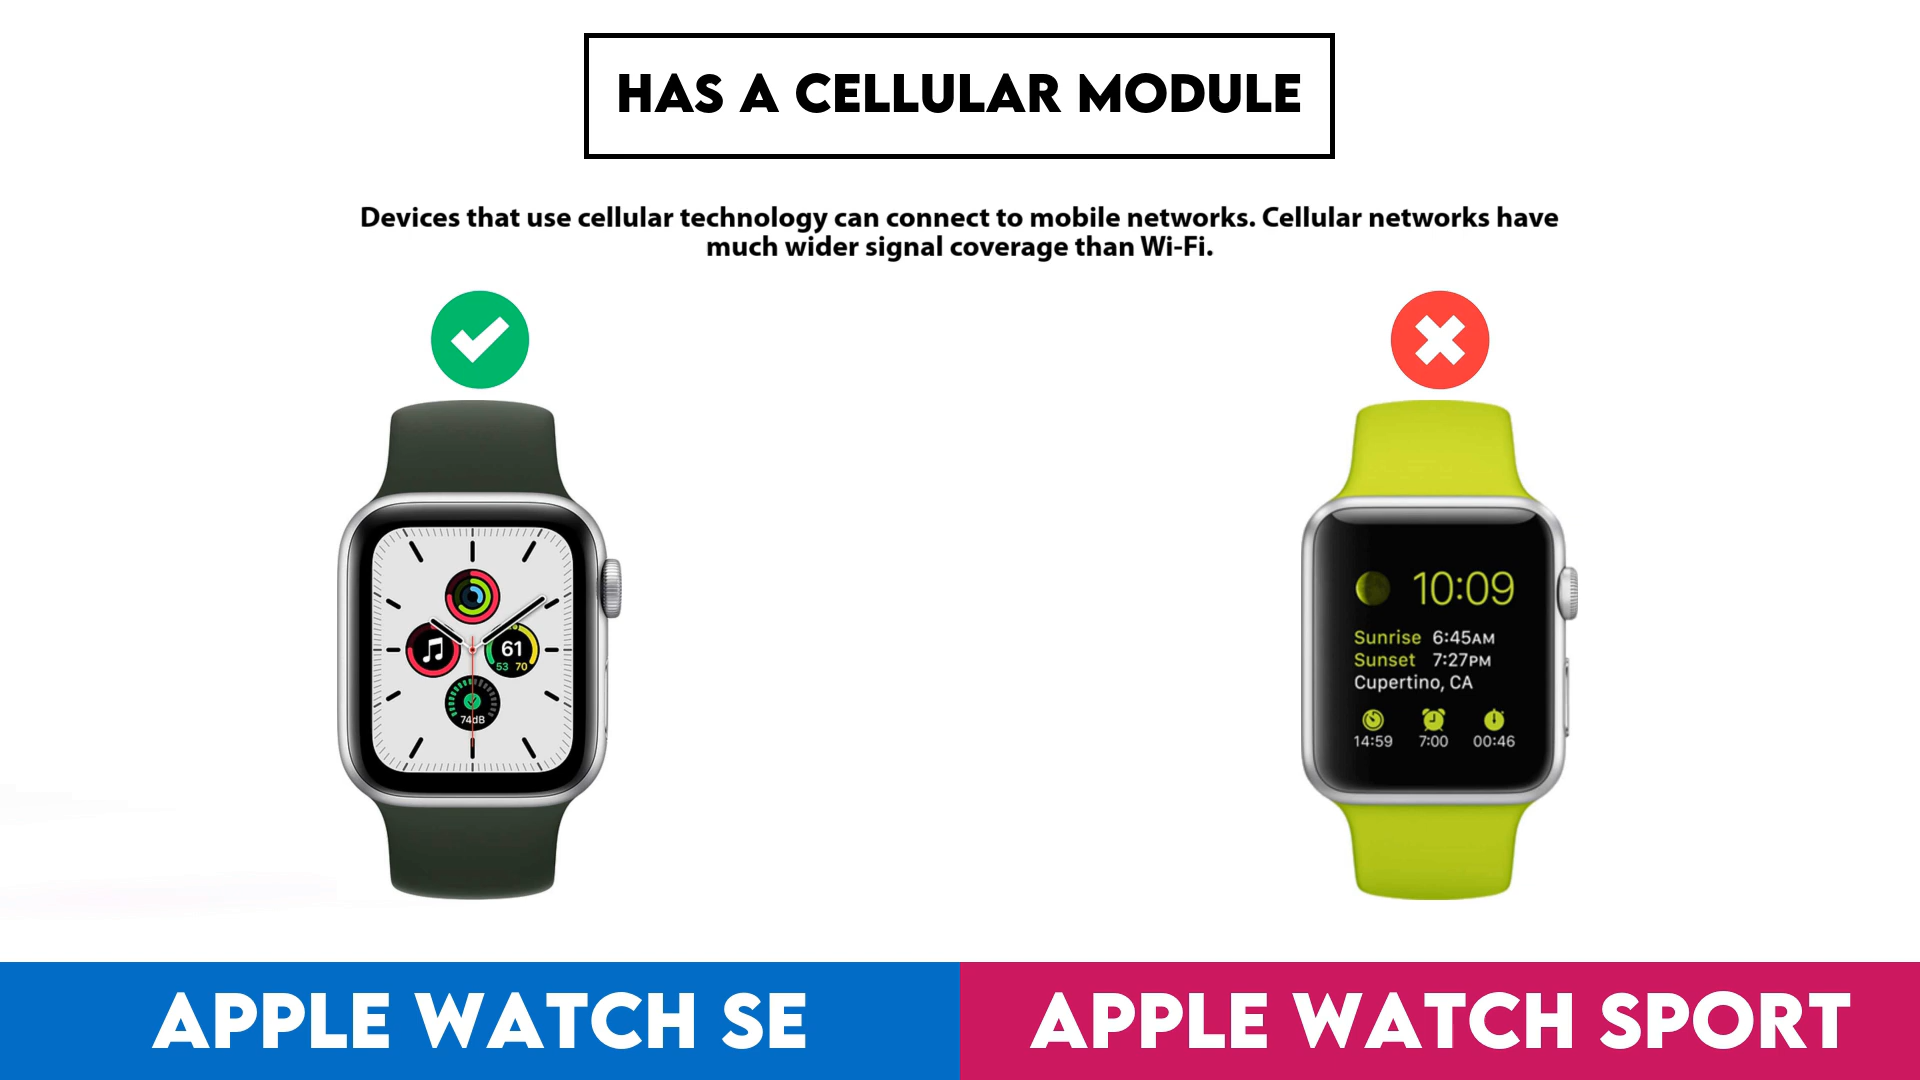 HAS A CELLULAR MODULE
Devices that use cellular technology can connect to mobile networks. Cellular networks have
much wider signal coverage than Wi-Fi.
61
53 70
74dB
10:09
Sunrise 6:45AM
Sunset 7:27PM
Cupertino, CA
14:59 7:00 00:46
APPLE WATCH SE
APPLE WATCH SPORT